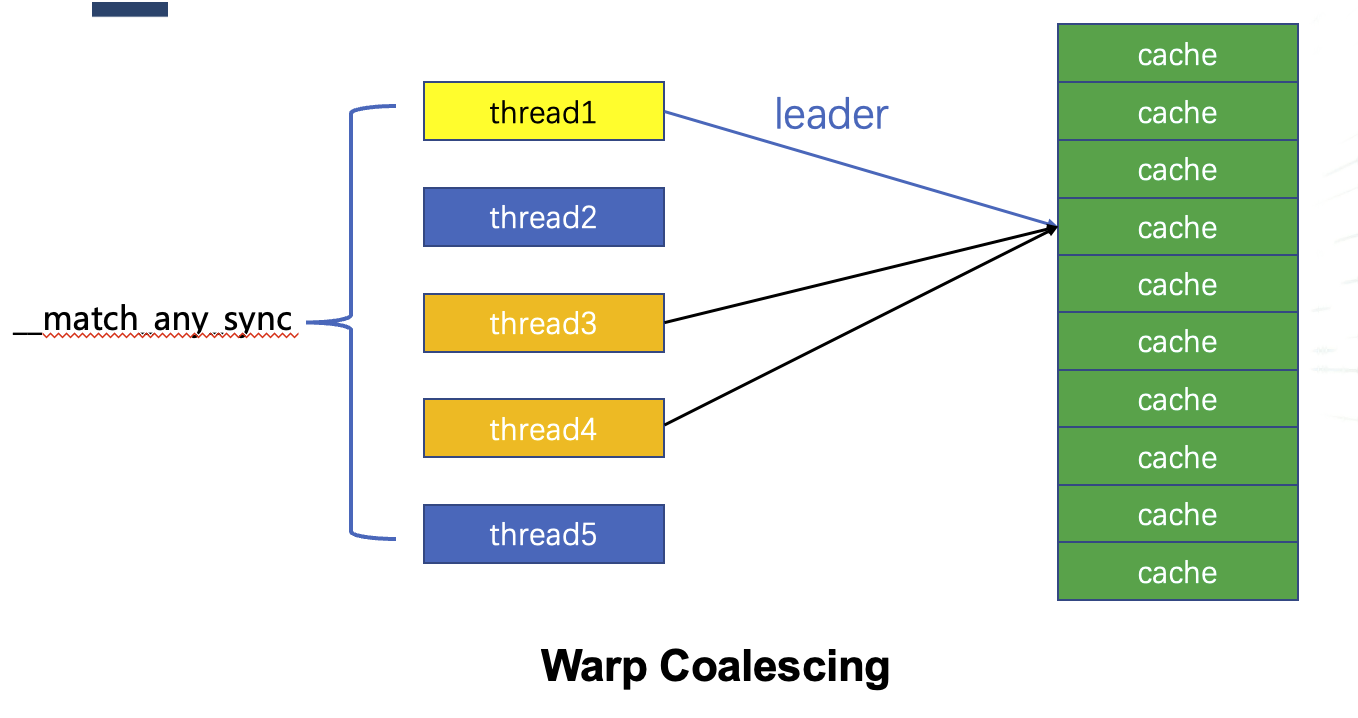 cache
thread1
leader
cache
cache
thread2
cache
cache
__match_any_sync
thread3
cache
cache
thread4
cache
cache
thread5
cache
Warp Coalescing